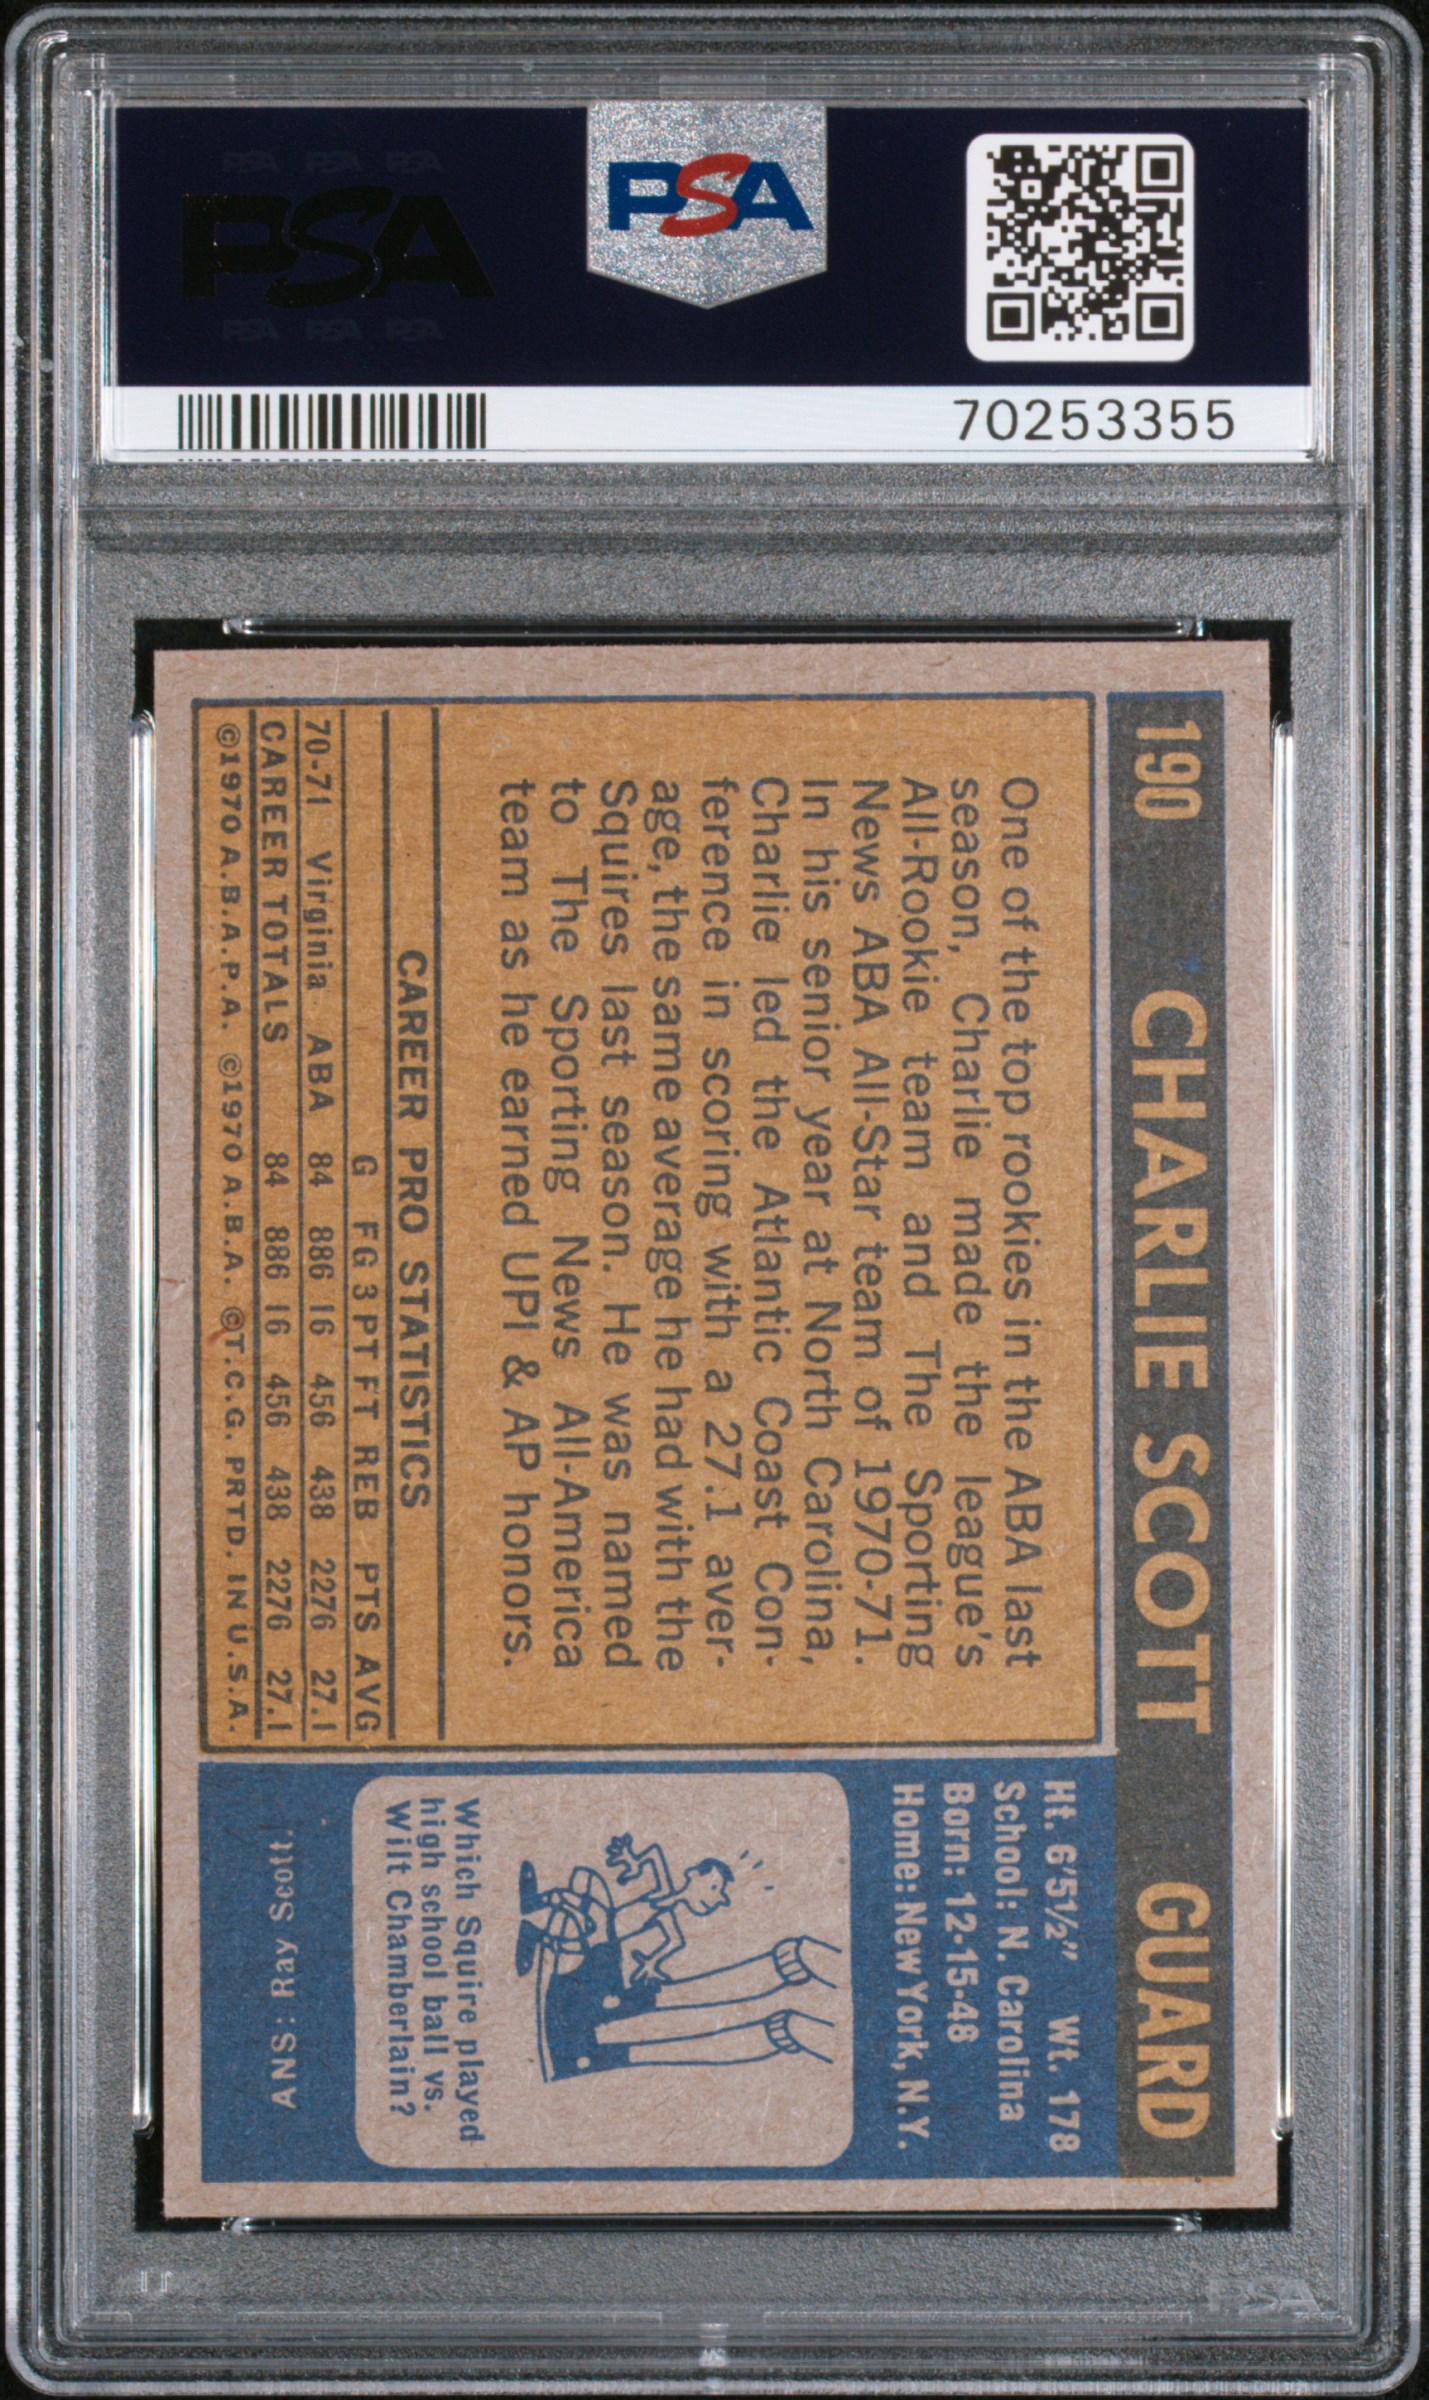 PSA PSA PSA
PSA
PSA PSA PSA
PSA
70253355
190 CHARLIE SCOTT GUARD
One of the top rookies in the ABA last
season, Charlie made the league's
All-Rookie team and The Sporting
News ABA All-Star team of 1970-71.
In his senior year at North Carolina,
Charlie led the Atlantic Coast Con-
ference in scoring with a 27.1 aver-
age, the same average he had with the
Squires last season. He was named
to The Sporting News All-America
team as he earned UPI & AP honors.
CAREER PRO STATISTICS
G FG 3PT FT REB PTS AVG
70-71 Virginia ABA 84 886 16 456 438 2276 27.1
CAREER TOTALS 84 886 16 456 438 2276 27.1
©1970 A.B.A.P.A. ©1970 A.B.A. ©T.C.G. PRTD. IN U.S.A.
Ht. 6'5½" Wt. 178
School: N. Carolina
Born: 12-15-48
Home: New York, N.Y.
Which Squire played
high school ball vs.
Wilt Chamberlain?
ANS: Ray Scott.
PSA